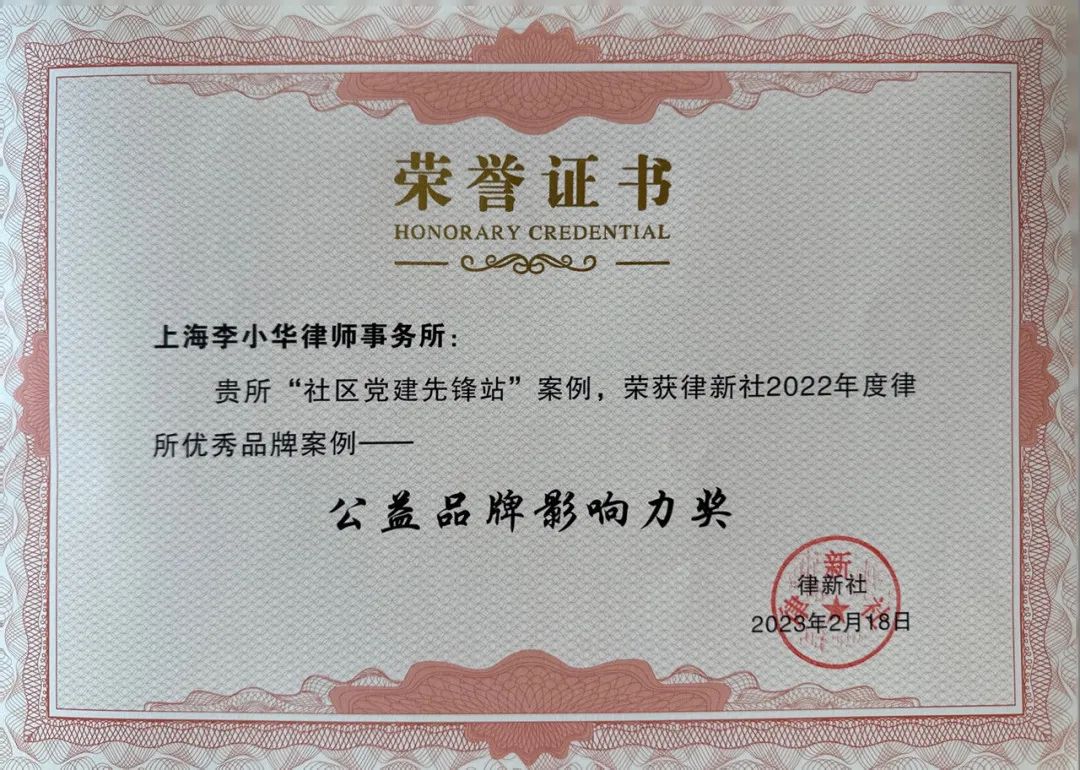 荣誉证书
HONORARY CREDENTIAL
上海李小华律师事务所：
贵所“社区党建先锋站”案例，荣获律新社2022年度律
所优秀品牌案例——
公益品牌影响力奖
律新社
律新社
2023年2月18日